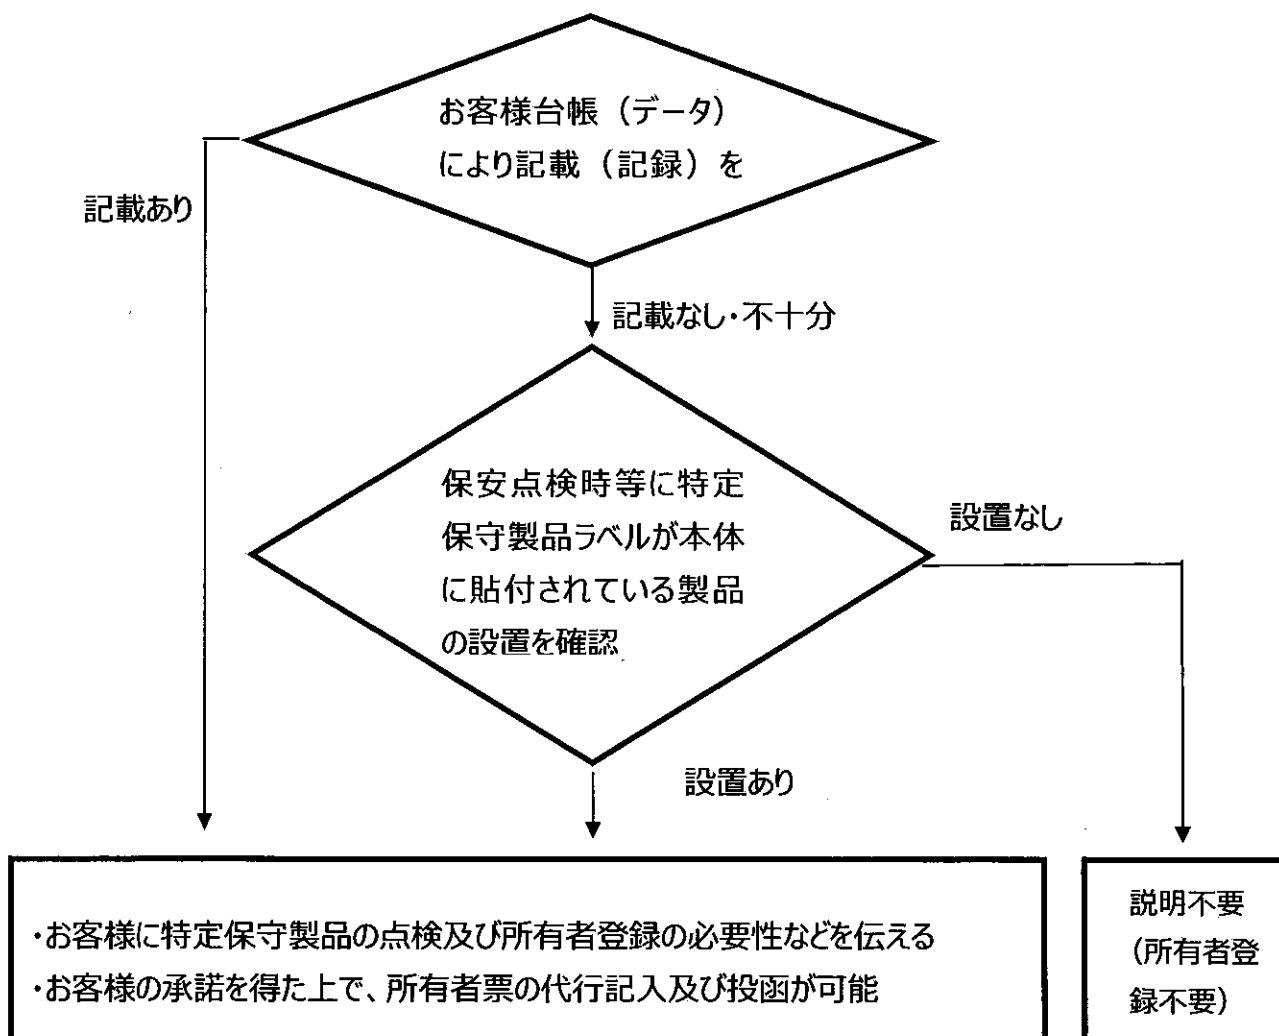 お客様台帳（データ）
により記載（記録）を
記載あり
記載なし・不十分
保安点検時等に特定
保守製品ラベルが本体
に貼付されている製品
の設置を確認
設置なし
設置あり
・お客様に特定保守製品の点検及び所有者登録の必要性などを伝える
・お客様の承諾を得た上で、所有者票の代行記入及び投函が可能
説明不要
（所有者登
録不要）